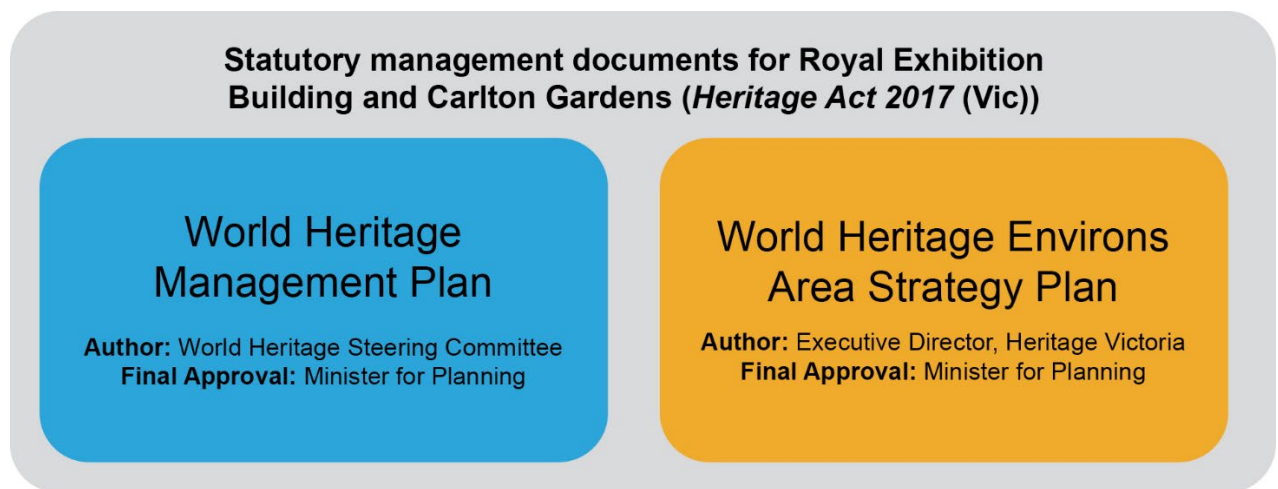 Statutory management documents for Royal Exhibition
Building and Carlton Gardens (Heritage Act 2017 (Vic))
World Heritage
Management Plan
Author: World Heritage Steering Committee
Final Approval: Minister for Planning
World Heritage Environs
Area Strategy Plan
Author: Executive Director, Heritage Victoria
Final Approval: Minister for Planning